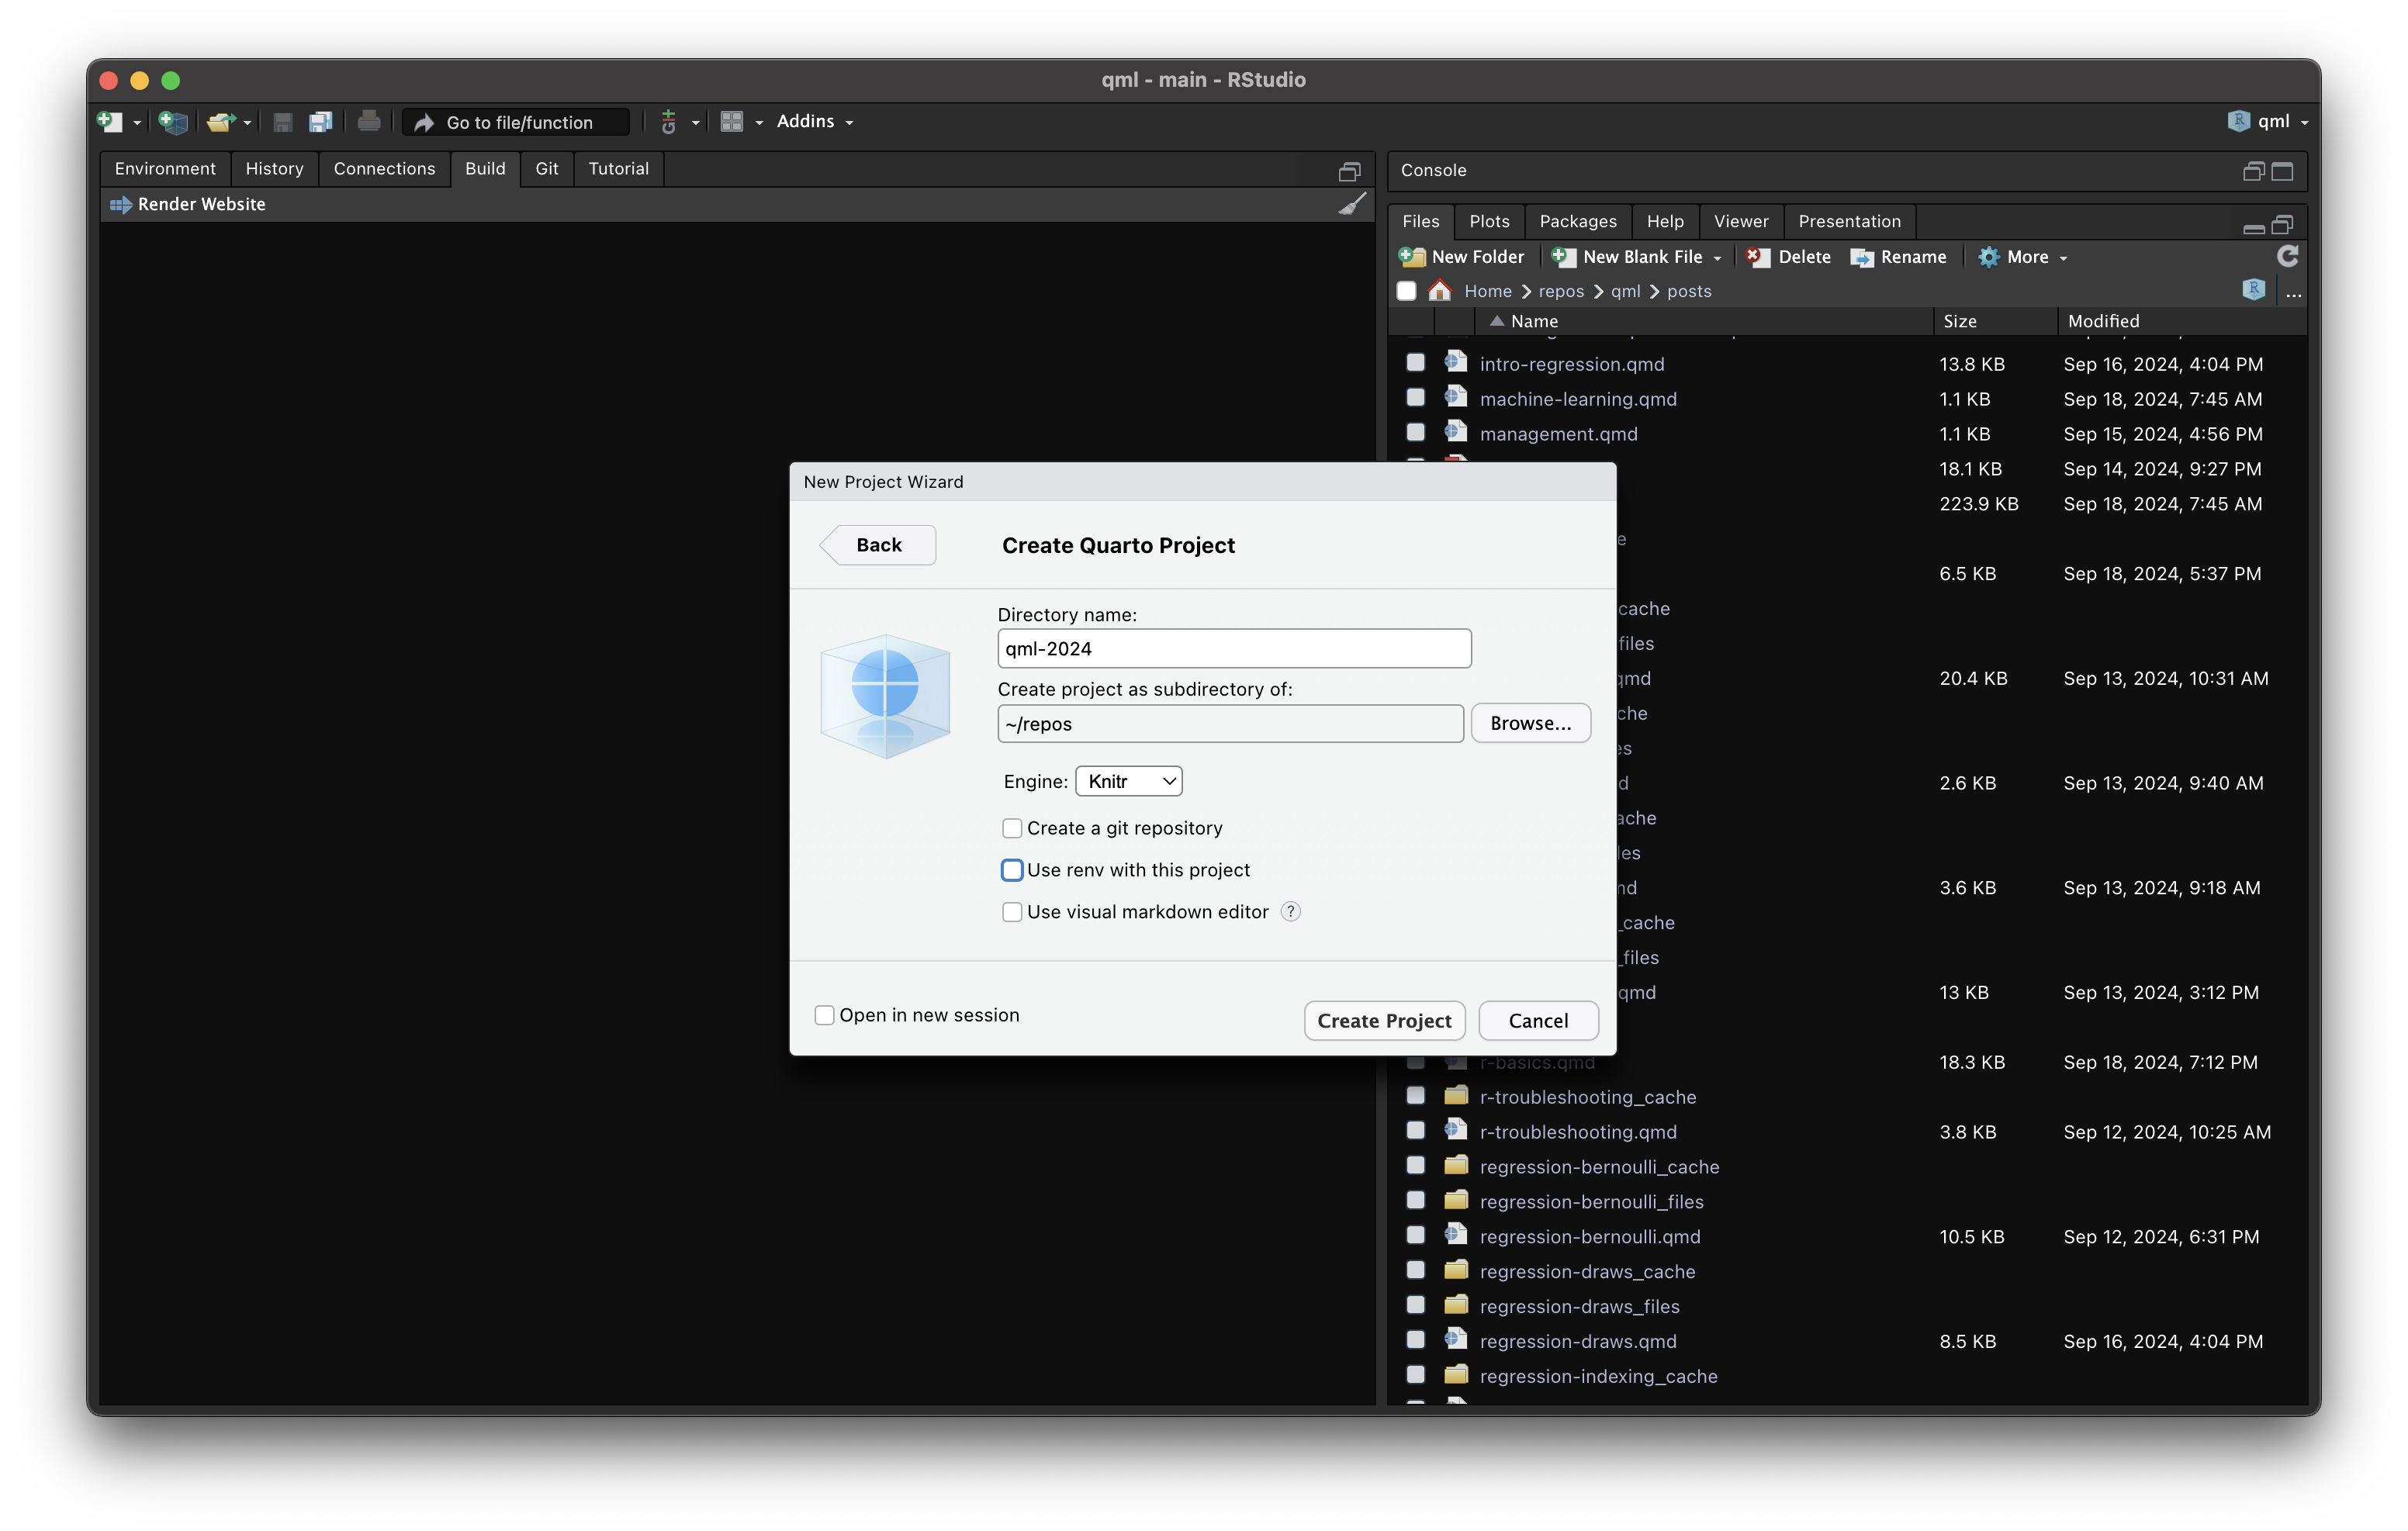 qml - main - RStudio
Go to file/function
Addins
qml
Environment History Connections Build Git Tutorial
Render Website
Console
Files Plots Packages Help Viewer Presentation
New Folder New Blank File Delete Rename More
Home repos qml posts ...
Name Size Modified
intro-regression.qmd 13.8 KB Sep 16, 2024, 4:04 PM
machine-learning.qmd 1.1 KB Sep 18, 2024, 7:45 AM
management.qmd 1.1 KB Sep 15, 2024, 4:56 PM
18.1 KB Sep 14, 2024, 9:27 PM
223.9 KB Sep 18, 2024, 7:45 AM
e
6.5 KB Sep 18, 2024, 5:37 PM
cache
files
qmd 20.4 KB Sep 13, 2024, 10:31 AM
che
es
d 2.6 KB Sep 13, 2024, 9:40 AM
ache
les
md 3.6 KB Sep 13, 2024, 9:18 AM
_cache
_files
qmd 13 KB Sep 13, 2024, 3:12 PM
r-basics.qmd 18.3 KB Sep 18, 2024, 7:12 PM
r-troubleshooting_cache
r-troubleshooting.qmd 3.8 KB Sep 12, 2024, 10:25 AM
regression-bernoulli_cache
regression-bernoulli_files
regression-bernoulli.qmd 10.5 KB Sep 12, 2024, 6:31 PM
regression-draws_cache
regression-draws_files
regression-draws.qmd 8.5 KB Sep 16, 2024, 4:04 PM
regression-indexing_cache
New Project Wizard
Back
Create Quarto Project
Directory name:
qml-2024
Create project as subdirectory of:
~/repos
Browse...
Engine: Knitr
Create a git repository
Use renv with this project
Use visual markdown editor ?
Open in new session
Create Project
Cancel